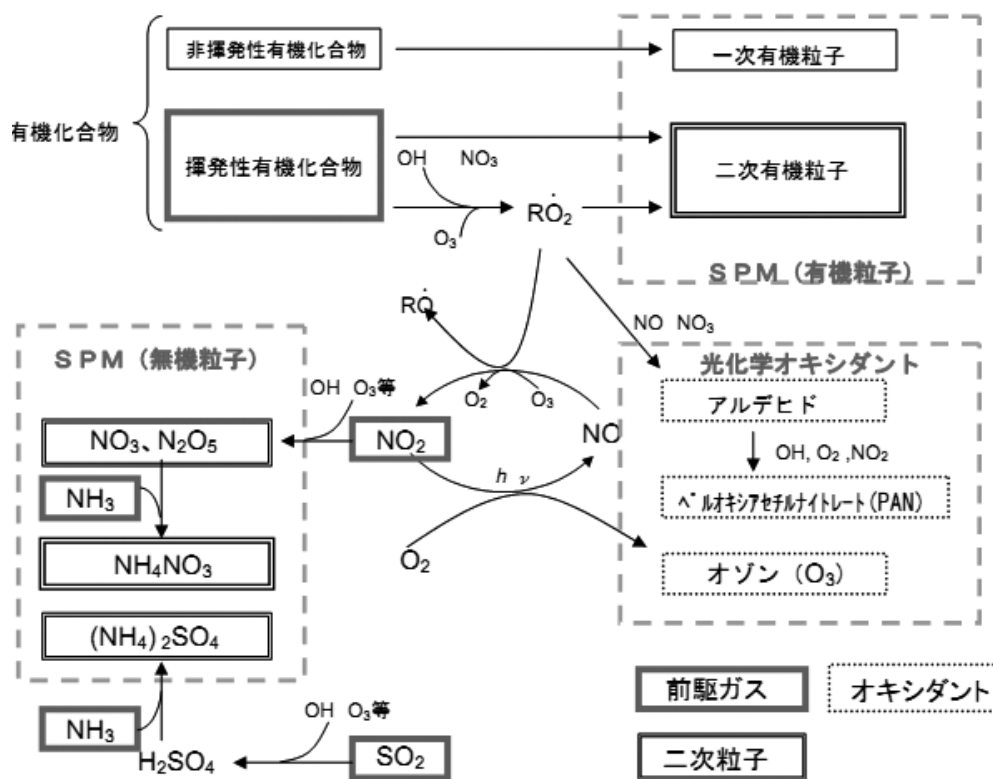 非揮発性有機化合物
一次有機粒子
有機化合物
揮発性有機化合物
OH NO3
O3
RȮ2
二次有機粒子
SPM（有機粒子）
RȮ
NO NO3
SPM（無機粒子）
光化学オキシダント
OH O3等
O2
O3
アルデヒド
NO3、N2O5
NO2
NO
OH, O2 ,NO2
NH3
h ν
ﾍﾟﾙｵｷｼｱｾﾁﾙﾅｲﾄﾚｰﾄ(PAN)
NH4NO3
O2
オゾン（O3）
(NH4)2SO4
前駆ガス
オキシダント
NH3
OH O3等
H2SO4
SO2
二次粒子